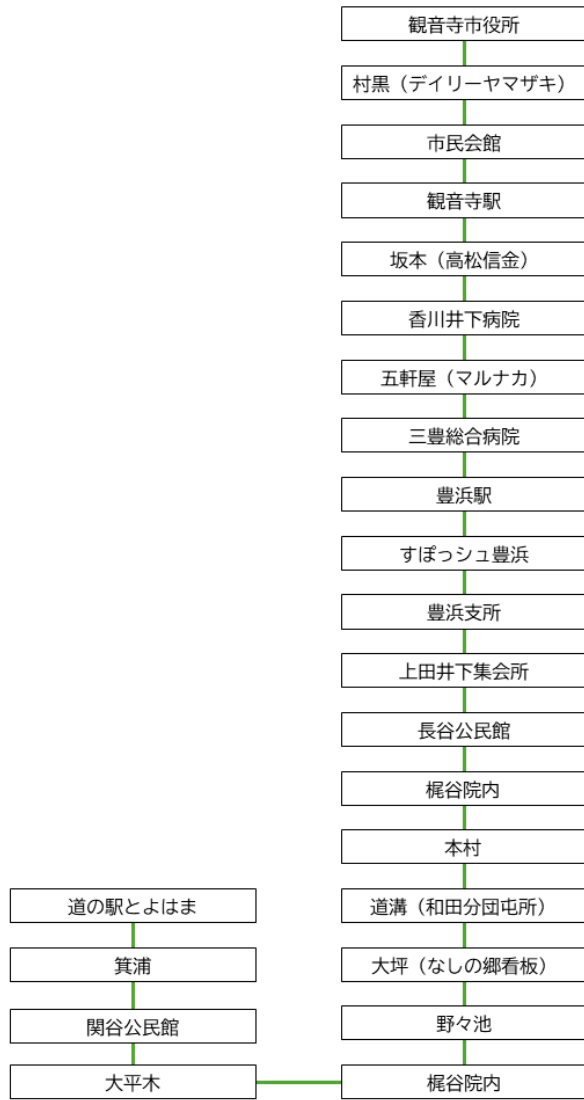 観音寺市役所
村黒（デイリーヤマザキ）
市民会館
観音寺駅
坂本（高松信金）
香川井下病院
五軒屋（マルナカ）
三豊総合病院
豊浜駅
すぽっシュ豊浜
豊浜支所
上田井下集会所
長谷公民館
梶谷院内
本村
道溝（和田分団屯所）
大坪（なしの郷看板）
野々池
梶谷院内
大平木
関谷公民館
箕浦
道の駅とよはま